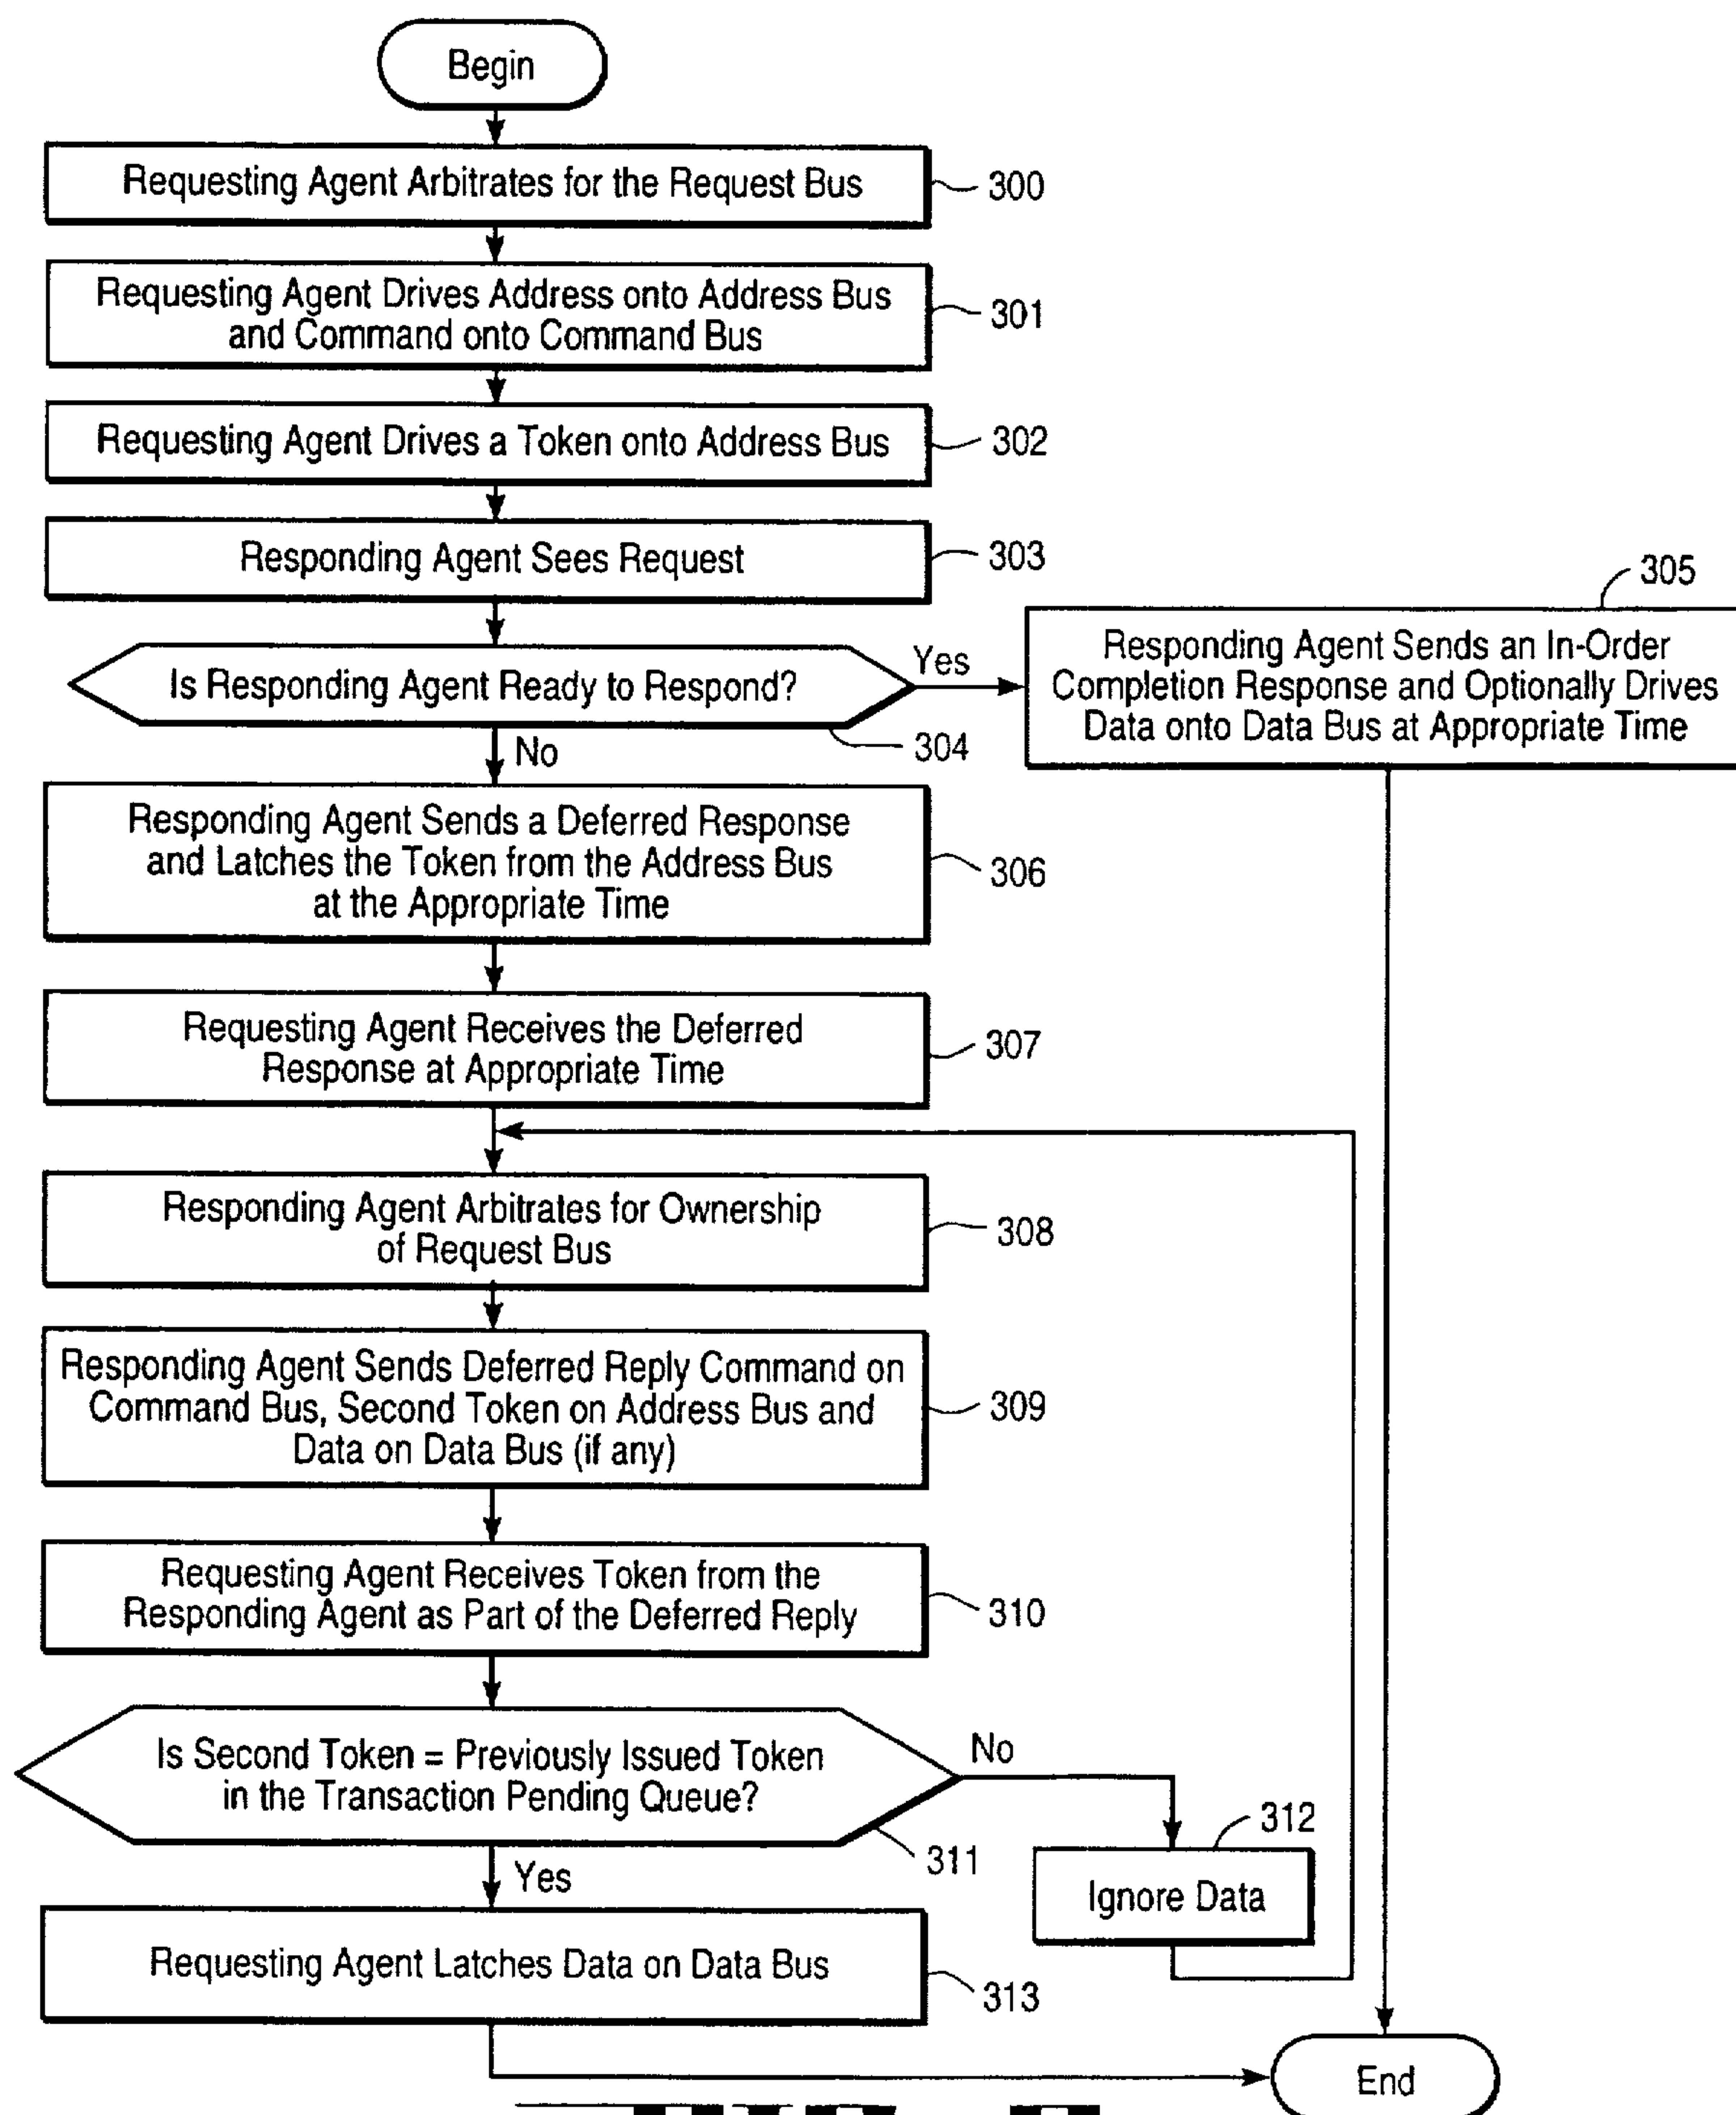 Begin
Requesting Agent Arbitrates for the Request Bus
300
Requesting Agent Drives Address onto Address Bus
and Command onto Command Bus
301
Requesting Agent Drives a Token onto Address Bus
302
Responding Agent Sees Request
303
Is Responding Agent Ready to Respond?
304
Yes
No
305
Responding Agent Sends an In-Order
Completion Response and Optionally Drives
Data onto Data Bus at Appropriate Time
Responding Agent Sends a Deferred Response
and Latches the Token from the Address Bus
at the Appropriate Time
306
Requesting Agent Receives the Deferred
Response at Appropriate Time
307
Responding Agent Arbitrates for Ownership
of Request Bus
308
Responding Agent Sends Deferred Reply Command on
Command Bus, Second Token on Address Bus and
Data on Data Bus (if any)
309
Requesting Agent Receives Token from the
Responding Agent as Part of the Deferred Reply
310
Is Second Token = Previously Issued Token
in the Transaction Pending Queue?
311
No
Yes
312
Ignore Data
Requesting Agent Latches Data on Data Bus
313
End